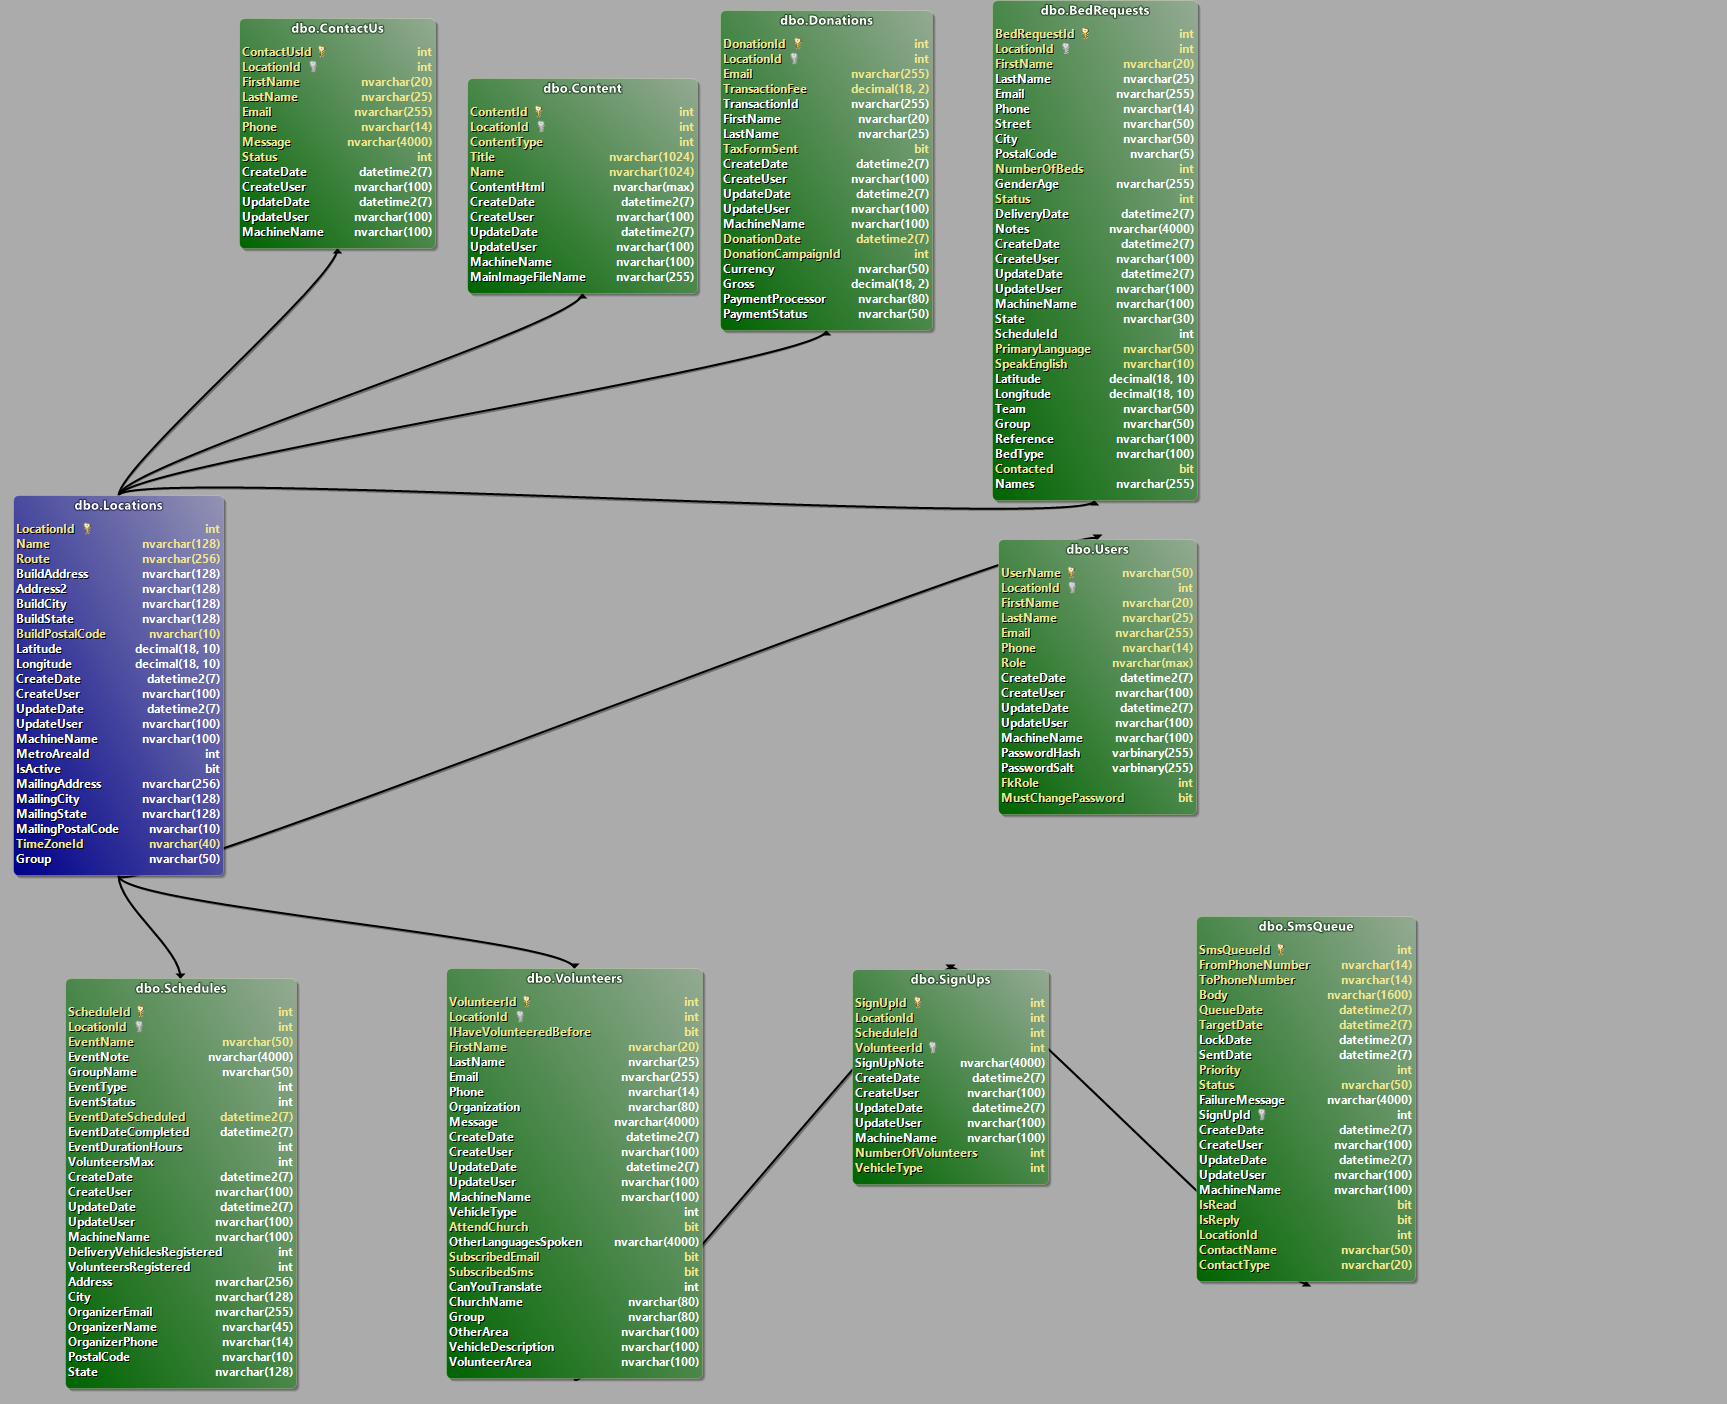 dbo.ContactUs
ContactUsId int
LocationId int
FirstName nvarchar(20)
LastName nvarchar(25)
Email nvarchar(255)
Phone nvarchar(14)
Message nvarchar(4000)
Status int
CreateDate datetime2(7)
CreateUser nvarchar(100)
UpdateDate datetime2(7)
UpdateUser nvarchar(100)
MachineName nvarchar(100)
dbo.Content
ContentId int
LocationId int
ContentType int
Title nvarchar(1024)
Name nvarchar(1024)
ContentHtml nvarchar(max)
CreateDate datetime2(7)
CreateUser nvarchar(100)
UpdateDate datetime2(7)
UpdateUser nvarchar(100)
MachineName nvarchar(100)
MainImageFileName nvarchar(255)
dbo.Donations
DonationId int
LocationId int
Email nvarchar(255)
TransactionFee decimal(18, 2)
TransactionId nvarchar(255)
FirstName nvarchar(20)
LastName nvarchar(25)
TaxFormSent bit
CreateDate datetime2(7)
CreateUser nvarchar(100)
UpdateDate datetime2(7)
UpdateUser nvarchar(100)
MachineName nvarchar(100)
DonationDate datetime2(7)
DonationCampaignId int
Currency nvarchar(50)
Gross decimal(18, 2)
PaymentProcessor nvarchar(80)
PaymentStatus nvarchar(50)
dbo.BedRequests
BedRequestId int
LocationId int
FirstName nvarchar(20)
LastName nvarchar(25)
Email nvarchar(255)
Phone nvarchar(14)
Street nvarchar(50)
City nvarchar(50)
PostalCode nvarchar(5)
NumberOfBeds int
GenderAge nvarchar(255)
Status int
DeliveryDate datetime2(7)
Notes nvarchar(4000)
CreateDate datetime2(7)
CreateUser nvarchar(100)
UpdateDate datetime2(7)
UpdateUser nvarchar(100)
MachineName nvarchar(100)
State nvarchar(30)
ScheduleId int
PrimaryLanguage nvarchar(50)
SpeakEnglish nvarchar(10)
Latitude decimal(18, 10)
Longitude decimal(18, 10)
Team nvarchar(50)
Group nvarchar(50)
Reference nvarchar(100)
BedType nvarchar(100)
Contacted bit
Names nvarchar(255)
dbo.Locations
LocationId int
Name nvarchar(128)
Route nvarchar(256)
BuildAddress nvarchar(128)
Address2 nvarchar(128)
BuildCity nvarchar(128)
BuildState nvarchar(128)
BuildPostalCode nvarchar(10)
Latitude decimal(18, 10)
Longitude decimal(18, 10)
CreateDate datetime2(7)
CreateUser nvarchar(100)
UpdateDate datetime2(7)
UpdateUser nvarchar(100)
MachineName nvarchar(100)
MetroAreaId int
IsActive bit
MailingAddress nvarchar(256)
MailingCity nvarchar(128)
MailingState nvarchar(128)
MailingPostalCode nvarchar(10)
TimeZoneId nvarchar(40)
Group nvarchar(50)
dbo.Users
UserName nvarchar(50)
LocationId int
FirstName nvarchar(20)
LastName nvarchar(25)
Email nvarchar(255)
Phone nvarchar(14)
Role nvarchar(max)
CreateDate datetime2(7)
CreateUser nvarchar(100)
UpdateDate datetime2(7)
UpdateUser nvarchar(100)
MachineName nvarchar(100)
PasswordHash varbinary(255)
PasswordSalt varbinary(255)
FkRole int
MustChangePassword bit
dbo.Schedules
ScheduleId int
LocationId int
EventName nvarchar(50)
EventNote nvarchar(4000)
GroupName nvarchar(50)
EventType int
EventStatus int
EventDateScheduled datetime2(7)
EventDateCompleted datetime2(7)
EventDurationHours int
VolunteersMax int
CreateDate datetime2(7)
CreateUser nvarchar(100)
UpdateDate datetime2(7)
UpdateUser nvarchar(100)
MachineName nvarchar(100)
DeliveryVehiclesRegistered int
VolunteersRegistered int
Address nvarchar(256)
City nvarchar(128)
OrganizerEmail nvarchar(255)
OrganizerName nvarchar(45)
OrganizerPhone nvarchar(14)
PostalCode nvarchar(10)
State nvarchar(128)
dbo.Volunteers
VolunteerId int
LocationId int
IHaveVolunteeredBefore bit
FirstName nvarchar(20)
LastName nvarchar(25)
Email nvarchar(255)
Phone nvarchar(14)
Organization nvarchar(80)
Message nvarchar(4000)
CreateDate datetime2(7)
CreateUser nvarchar(100)
UpdateDate datetime2(7)
UpdateUser nvarchar(100)
MachineName nvarchar(100)
VehicleType int
AttendChurch bit
OtherLanguagesSpoken nvarchar(4000)
SubscribedEmail bit
SubscribedSms bit
CanYouTranslate int
ChurchName nvarchar(80)
Group nvarchar(80)
OtherArea nvarchar(100)
VehicleDescription nvarchar(100)
VolunteerArea nvarchar(100)
dbo.SignUps
SignUpId int
LocationId int
ScheduleId int
VolunteerId int
SignUpNote nvarchar(4000)
CreateDate datetime2(7)
CreateUser nvarchar(100)
UpdateDate datetime2(7)
UpdateUser nvarchar(100)
MachineName nvarchar(100)
NumberOfVolunteers int
VehicleType int
dbo.SmsQueue
SmsQueueId int
FromPhoneNumber nvarchar(14)
ToPhoneNumber nvarchar(14)
Body nvarchar(1600)
QueueDate datetime2(7)
TargetDate datetime2(7)
LockDate datetime2(7)
SentDate datetime2(7)
Priority int
Status nvarchar(50)
FailureMessage nvarchar(4000)
SignUpId int
CreateDate datetime2(7)
CreateUser nvarchar(100)
UpdateDate datetime2(7)
UpdateUser nvarchar(100)
MachineName nvarchar(100)
IsRead bit
IsReply bit
LocationId int
ContactName nvarchar(50)
ContactType nvarchar(20)